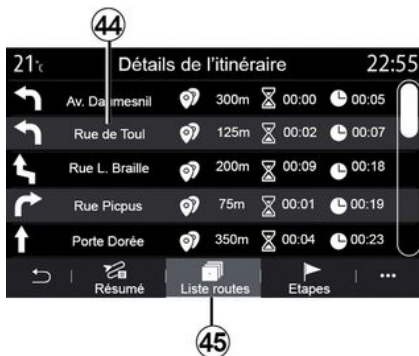 44
21°c Détails de l'itinéraire 22:55
Av. Daumesnil 300m 00:00 00:05
Rue de Toul 125m 00:02 00:07
Rue L. Braille 200m 00:09 00:18
Rue Picpus 75m 00:01 00:19
Porte Dorée 350m 00:04 00:23
Résumé Liste routes Etapes ...
45